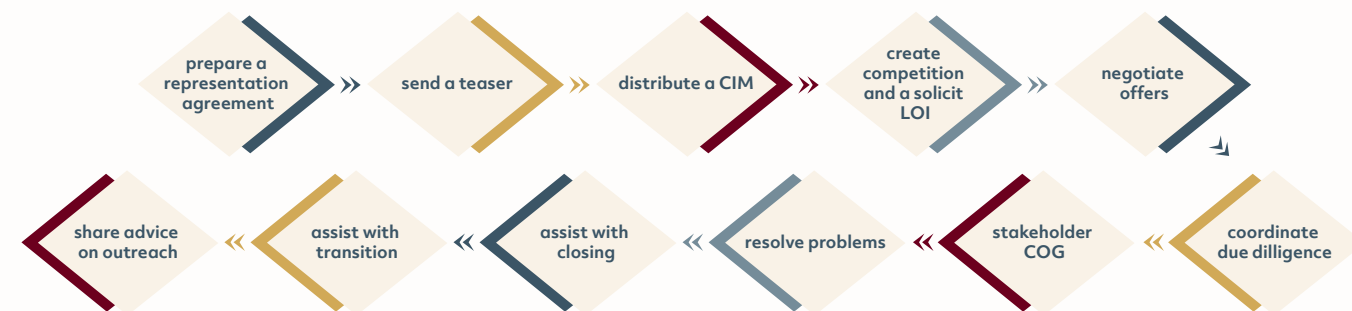 prepare a
representation
agreement
send a teaser
distribute a CIM
create
competition
and a solicit
LOI
negotiate
offers
coordinate
due dilligence
stakeholder
COG
resolve problems
assist with
closing
assist with
transition
share advice
on outreach